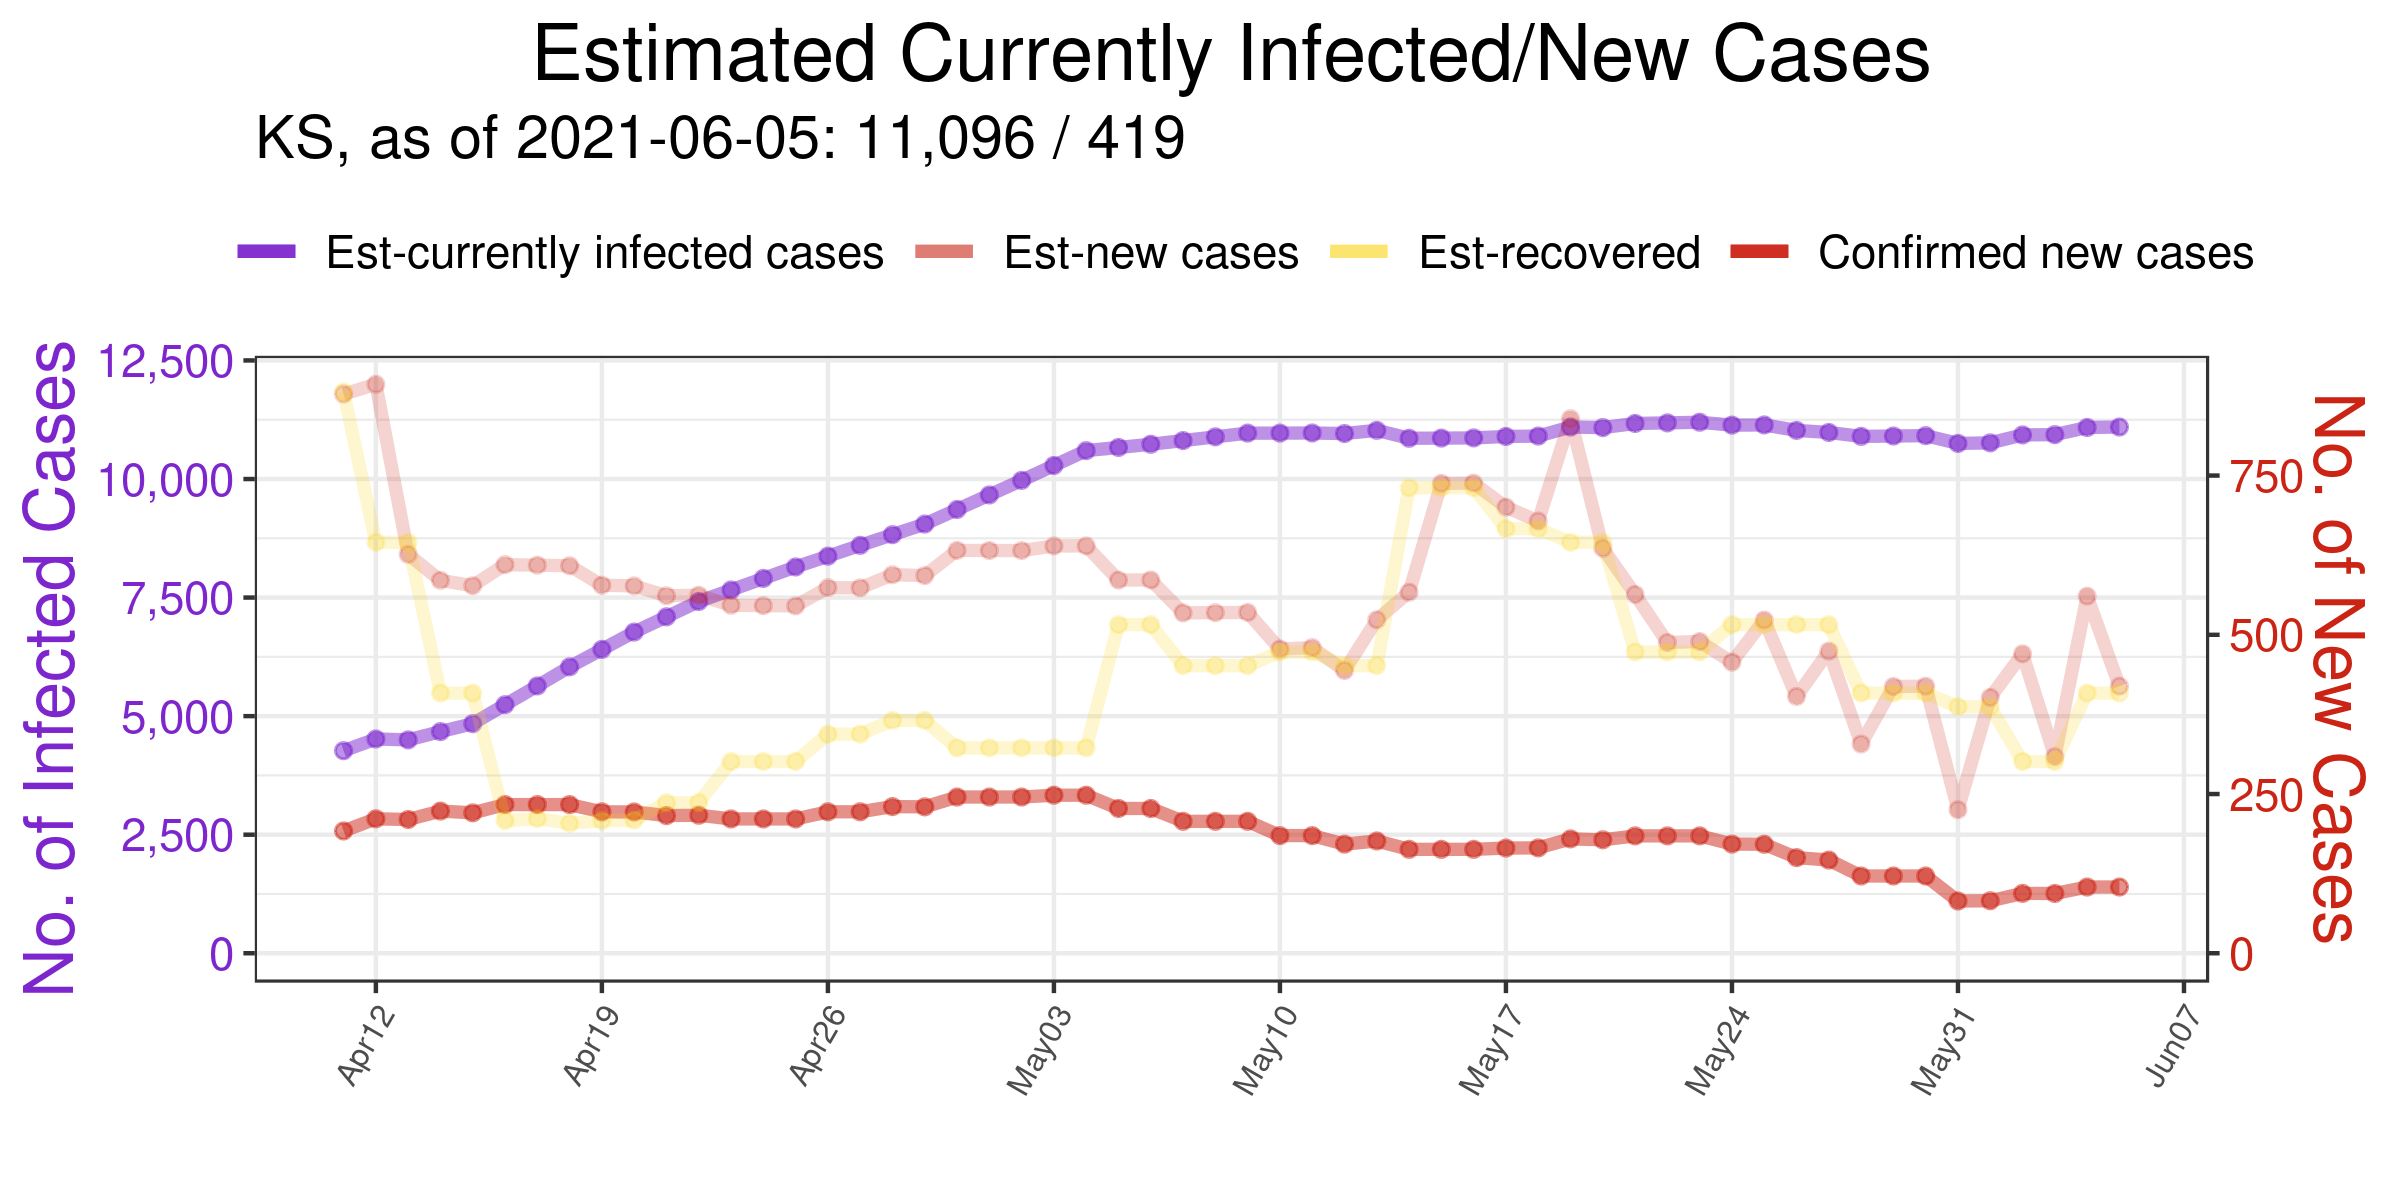 Estimated Currently Infected/New Cases
KS, as of 2021-06-05: 11,096 / 419
Est-currently infected cases Est-new cases Est-recovered Confirmed new cases
No. of Infected Cases
12,500
10,000
7,500
5,000
2,500
0
750
500
250
0
No. of New Cases
Apr12 Apr19 Apr26 May03 May10 May17 May24 May31 Jun07